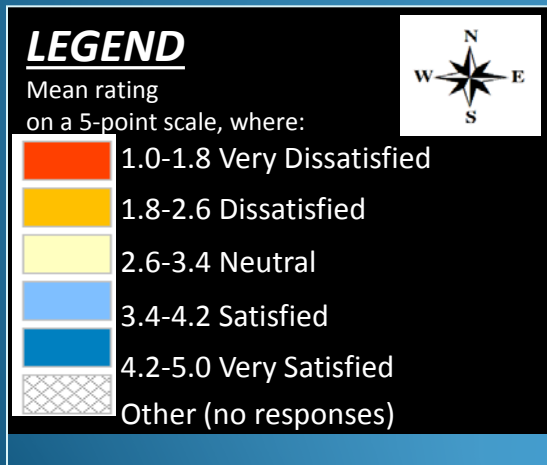 LEGEND
Mean rating
on a 5-point scale, where:
1.0-1.8 Very Dissatisfied
1.8-2.6 Dissatisfied
2.6-3.4 Neutral
3.4-4.2 Satisfied
4.2-5.0 Very Satisfied
Other (no responses)
N
W E
S